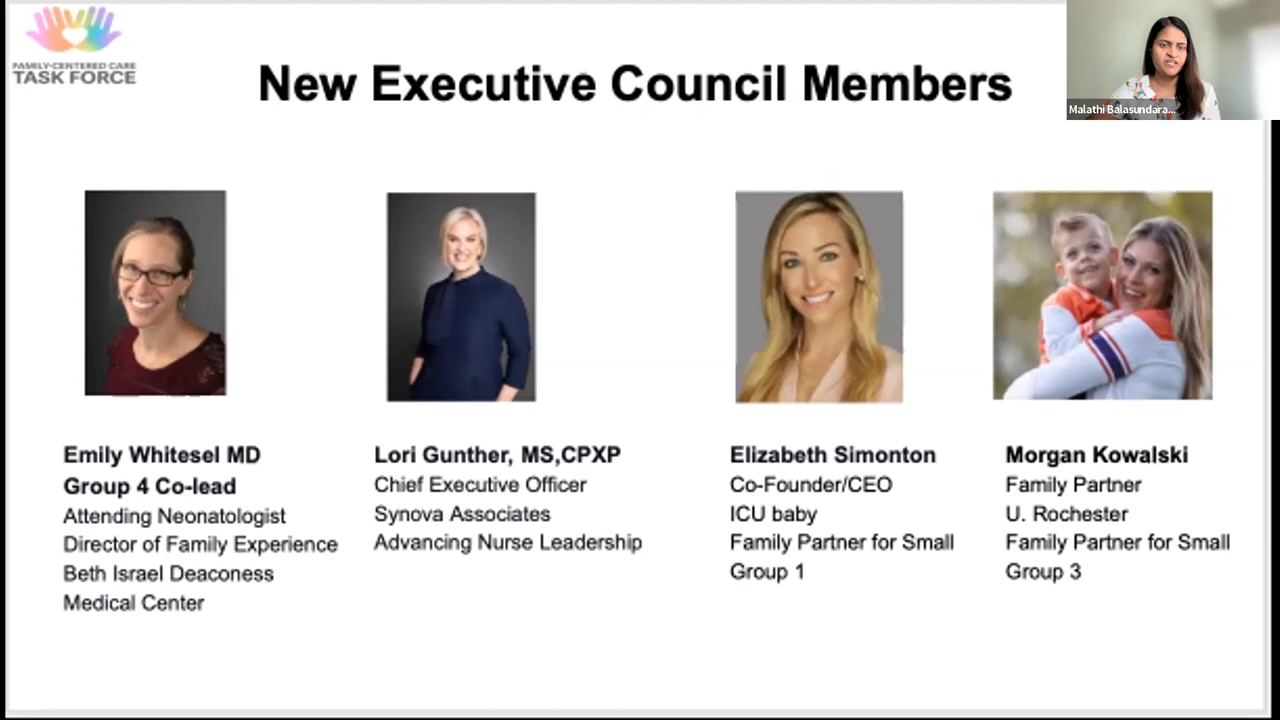 FAMILY-CENTERED CARE
TASK FORCE
New Executive Council Members
Malathi Balasundara...
Emily Whitesel MD
Group 4 Co-lead
Attending Neonatologist
Director of Family Experience
Beth Israel Deaconess
Medical Center
Lori Gunther, MS,CPXP
Chief Executive Officer
Synova Associates
Advancing Nurse Leadership
Elizabeth Simonton
Co-Founder/CEO
ICU baby
Family Partner for Small
Group 1
Morgan Kowalski
Family Partner
U. Rochester
Family Partner for Small
Group 3